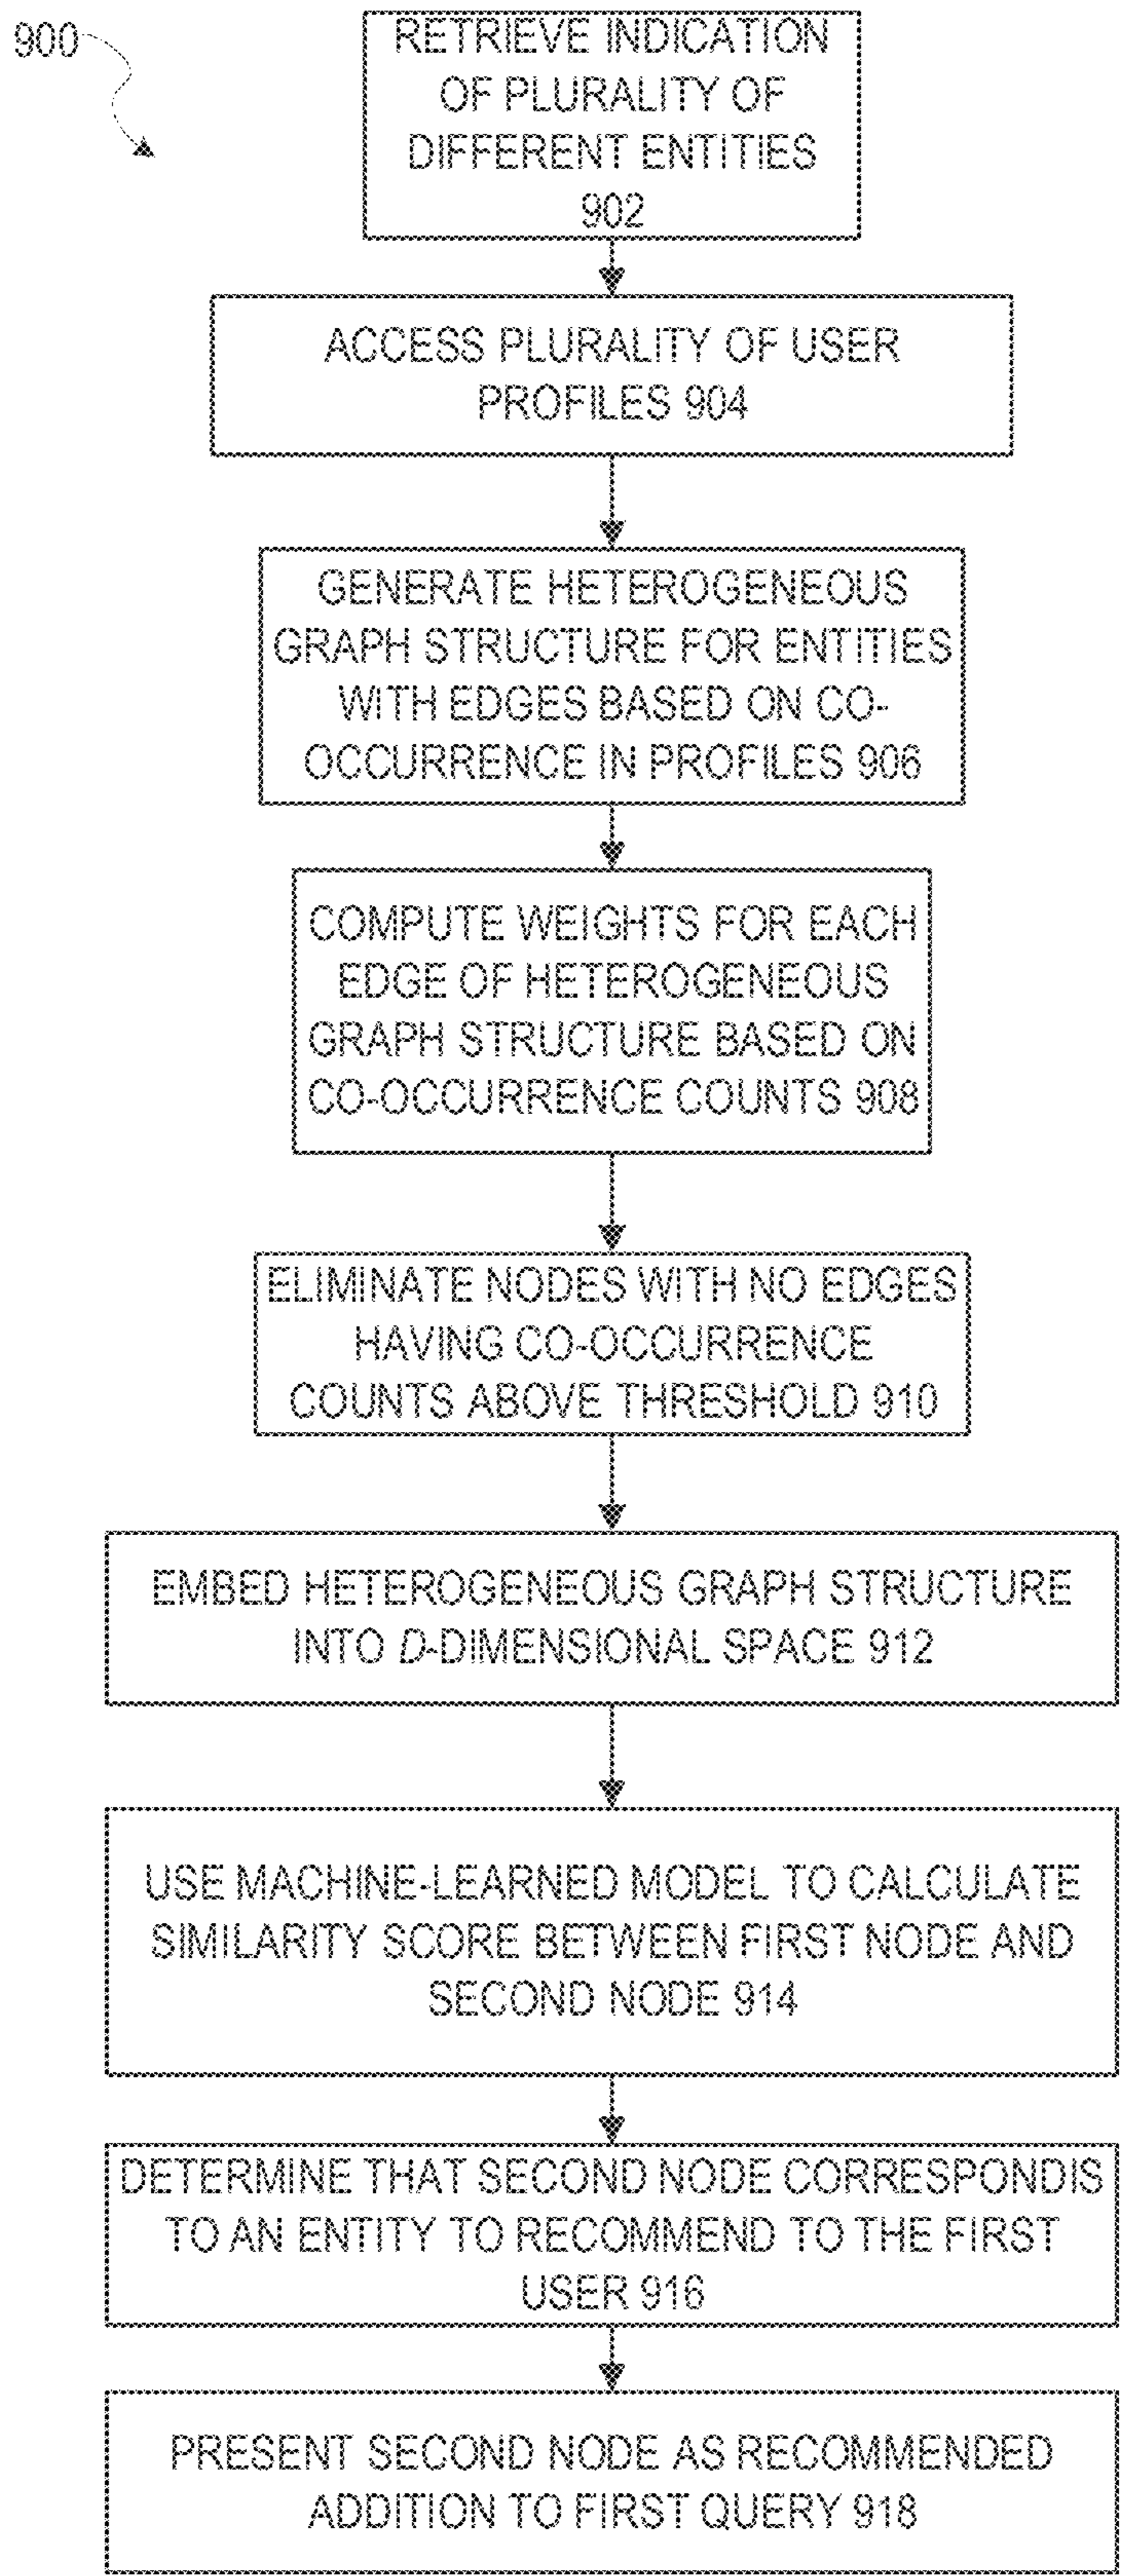 900
RETRIEVE INDICATION
OF PLURALITY OF
DIFFERENT ENTITIES
902
ACCESS PLURALITY OF USER
PROFILES 904
GENERATE HETEROGENEOUS
GRAPH STRUCTURE FOR ENTITIES
WITH EDGES BASED ON CO-
OCCURRENCE IN PROFILES 906
COMPUTE WEIGHTS FOR EACH
EDGE OF HETEROGENEOUS
GRAPH STRUCTURE BASED ON
CO-OCCURRENCE COUNTS 908
ELIMINATE NODES WITH NO EDGES
HAVING CO-OCCURRENCE
COUNTS ABOVE THRESHOLD 910
EMBED HETEROGENEOUS GRAPH STRUCTURE
INTO D-DIMENSIONAL SPACE 912
USE MACHINE-LEARNED MODEL TO CALCULATE
SIMILARITY SCORE BETWEEN FIRST NODE AND
SECOND NODE 914
DETERMINE THAT SECOND NODE CORRESPONDIS
TO AN ENTITY TO RECOMMEND TO THE FIRST
USER 916
PRESENT SECOND NODE AS RECOMMENDED
ADDITION TO FIRST QUERY 918